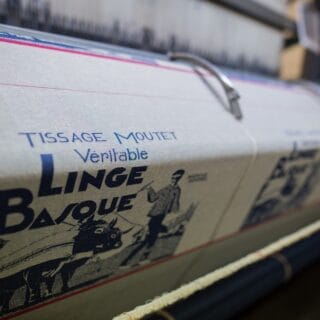 TISSAGE MOUTET
Véritable
LINGE
BASQUE